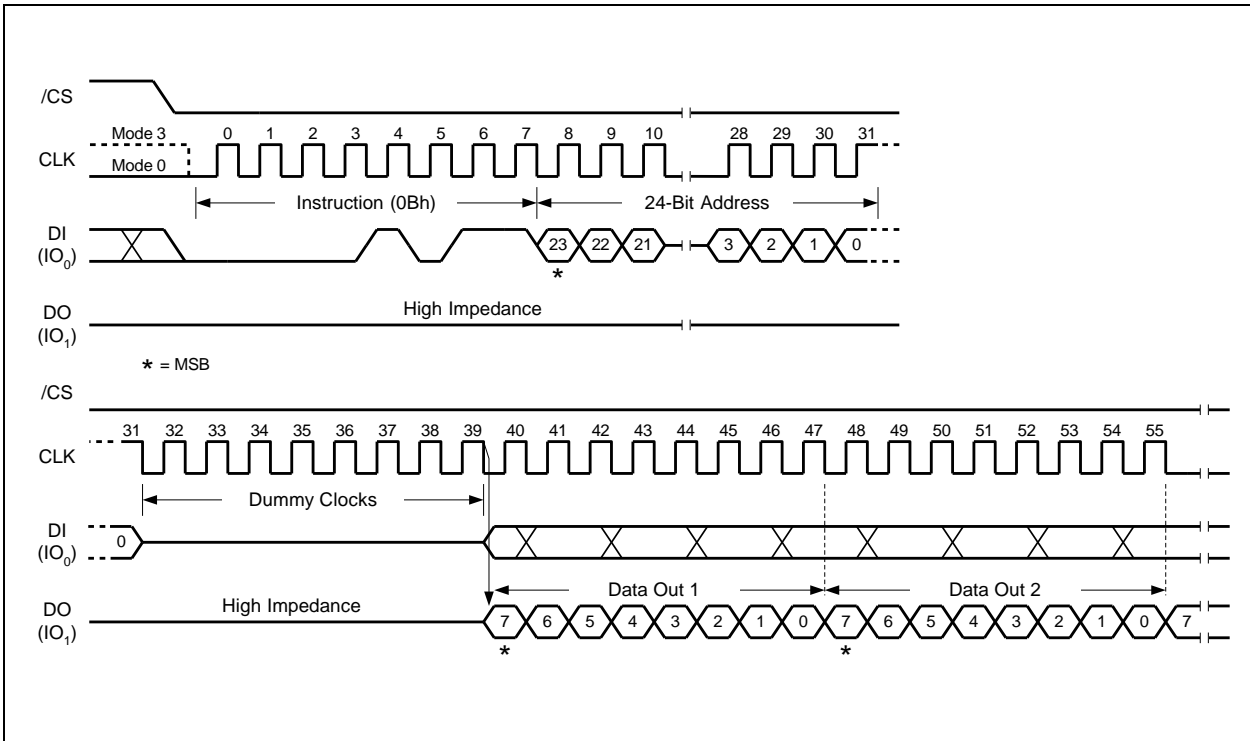 /CS
Mode 3 0 1 2 3 4 5 6 7 8 9 10 28 29 30 31
CLK Mode 0
Instruction (0Bh) 24-Bit Address
DI
(IO0) 23 22 21 3 2 1 0
*
High Impedance
DO
(IO1)
* = MSB
/CS
31 32 33 34 35 36 37 38 39 40 41 42 43 44 45 46 47 48 49 50 51 52 53 54 55
CLK
Dummy Clocks
DI
(IO0) 0
Data Out 1 Data Out 2
High Impedance
DO
(IO1) 7 6 5 4 3 2 1 0 7 6 5 4 3 2 1 0 7
* *